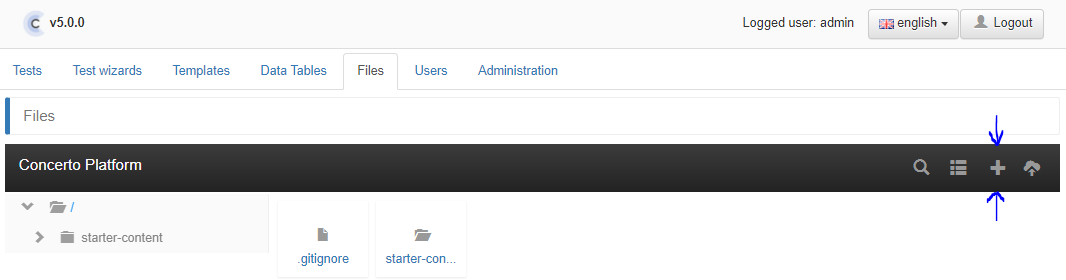 C v5.0.0 Logged user: admin english Logout
Tests Test wizards Templates Data Tables Files Users Administration
Files
Concerto Platform
/
starter-content
.gitignore starter-con...